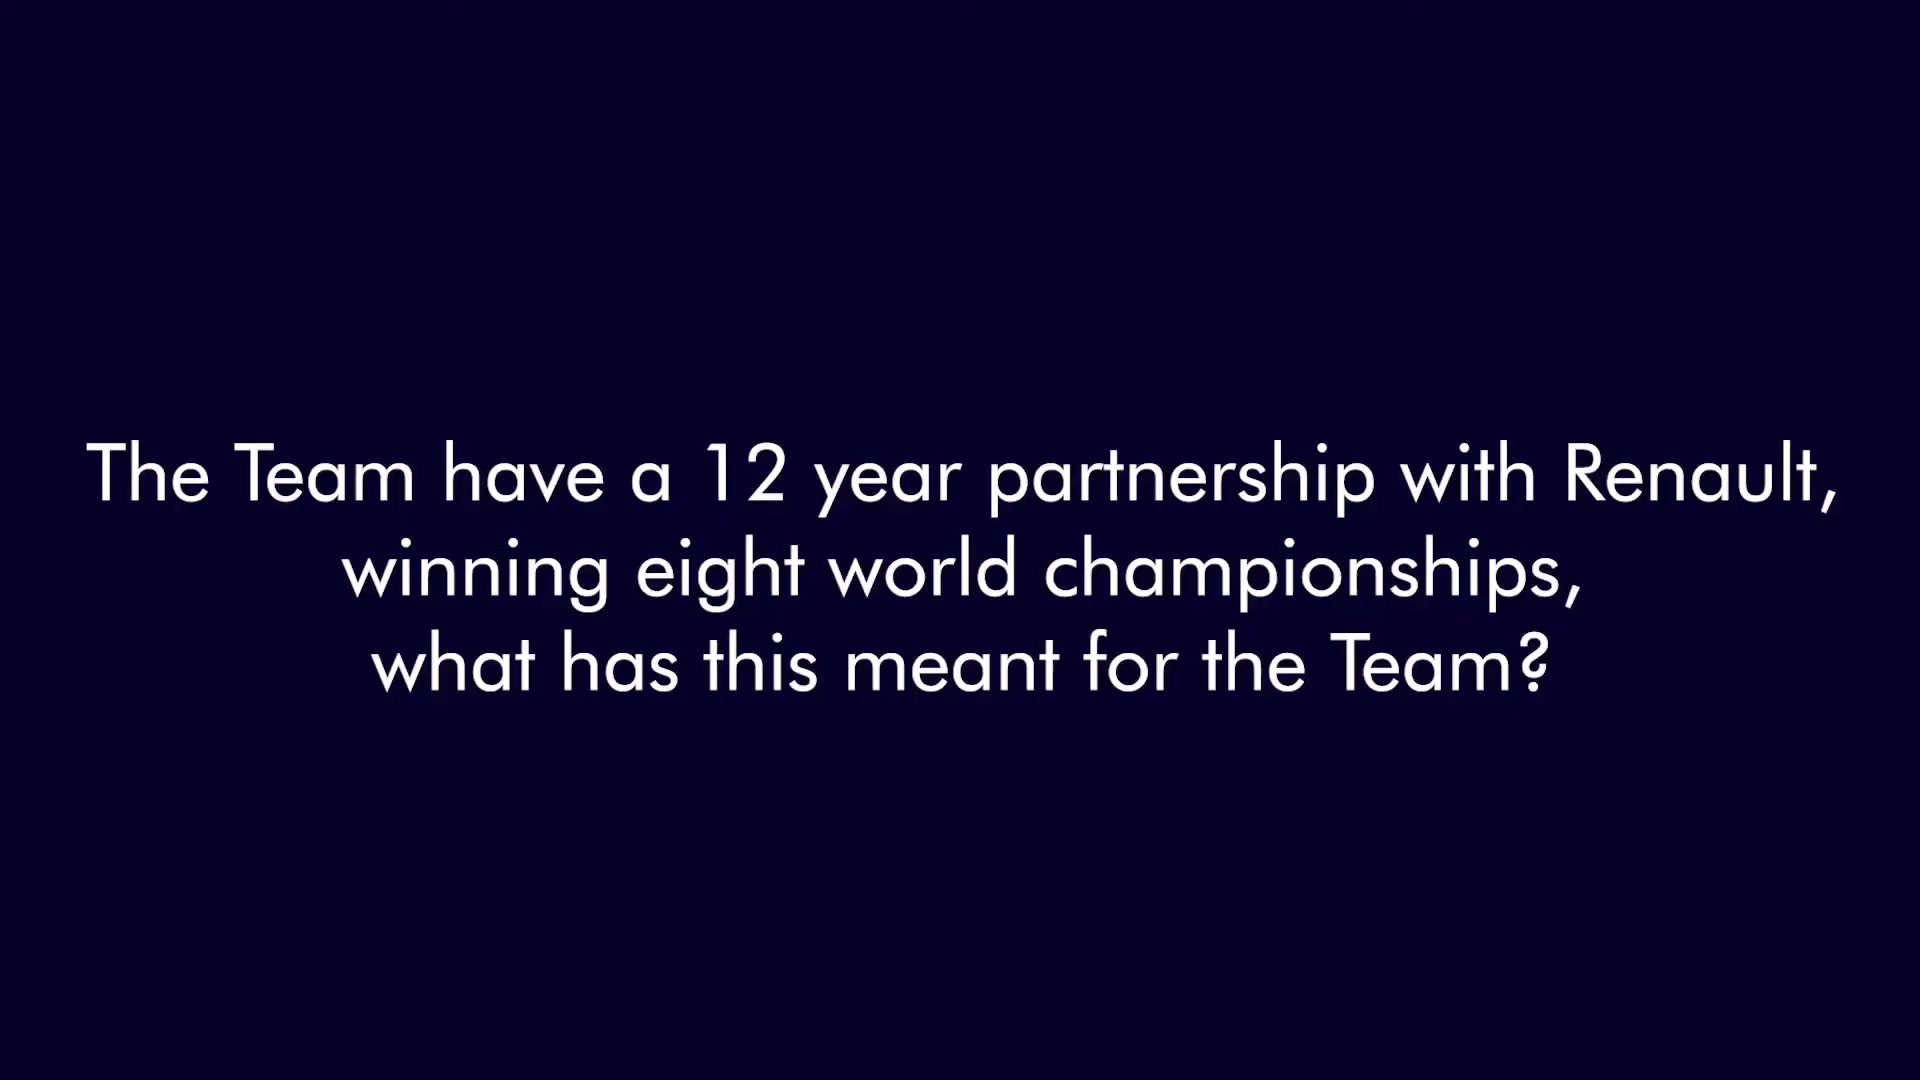 The Team have a 12 year partnership with Renault,
winning eight world championships,
what has this meant for the Team?